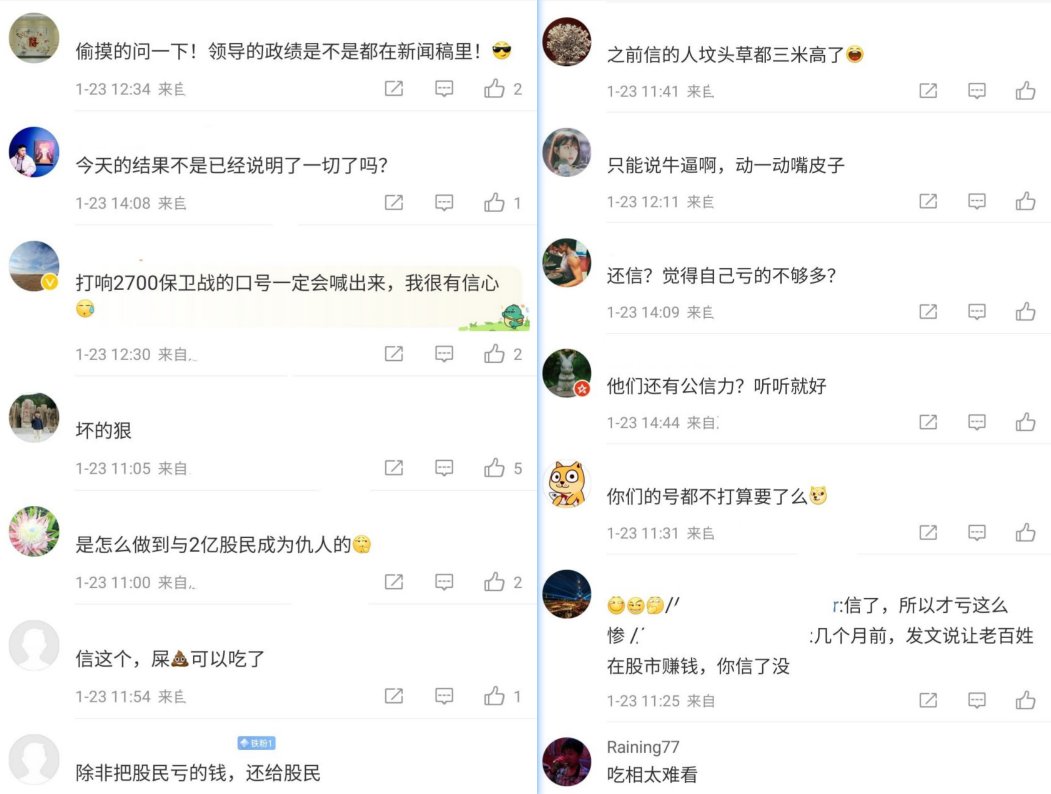 偷摸的问一下！领导的政绩是不是都在新闻稿里！
1-23 12:34 来自
2
今天的结果不是已经说明了一切了吗？
1-23 14:08 来自
1
打响2700保卫战的口号一定会喊出来，我很有信心
1-23 12:30 来自
2
坏的狠
1-23 11:05 来自
5
是怎么做到与2亿股民成为仇人的
1-23 11:00 来自
2
信这个，屎可以吃了
1-23 11:54 来自
1
铁粉1
除非把股民亏的钱，还给股民
之前信的人坟头草都三米高了
1-23 11:41 来自
只能说牛逼啊，动一动嘴皮子
1-23 12:11 来自
还信？觉得自己亏的不够多？
1-23 14:09 来自
他们还有公信力？听听就好
1-23 14:44 来自
你们的号都不打算要了么
1-23 11:31 来自
// r:信了，所以才亏这么
惨 // :几个月前，发文说让老百姓
在股市赚钱，你信了没
1-23 11:25 来自
Raining77
吃相太难看